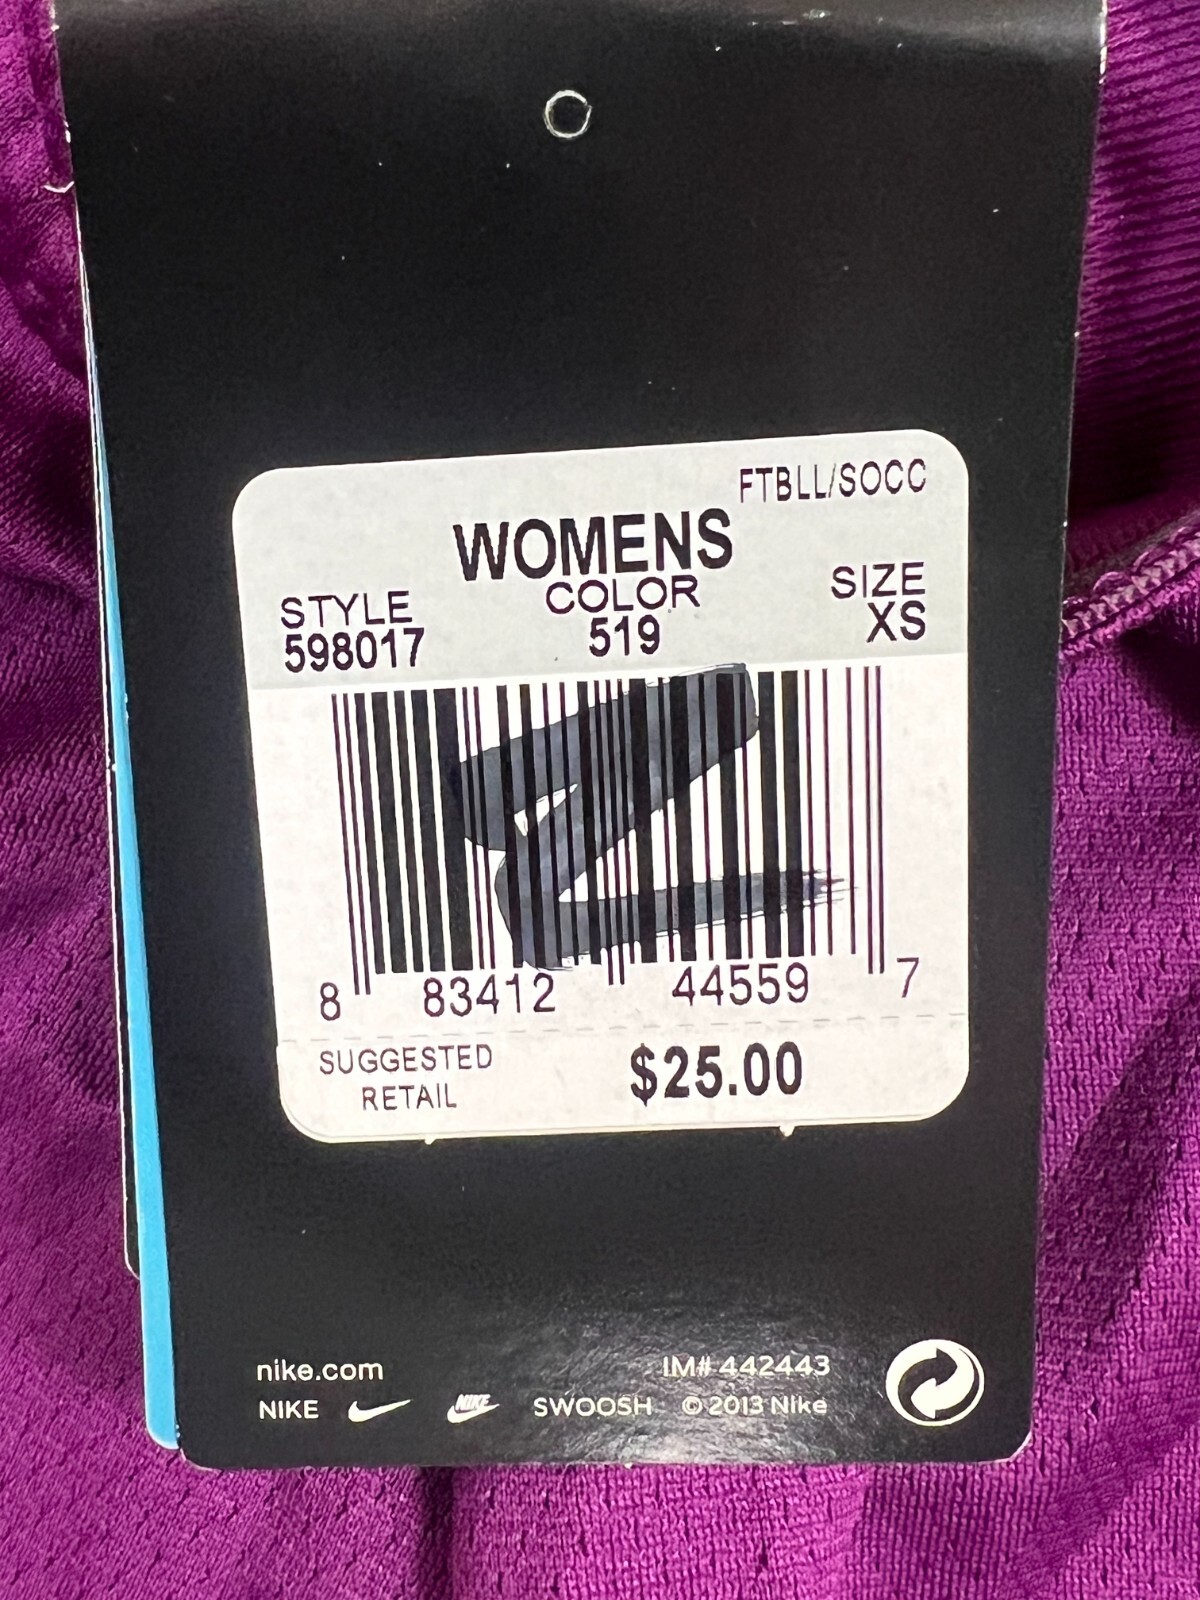 FTBLL/SOCC
WOMENS
STYLE COLOR SIZE
598017 519 XS
8 83412 44559 7
SUGGESTED RETAIL $25.00
nike.com IM# 442443
NIKE NIKE SWOOSH © 2013 Nike